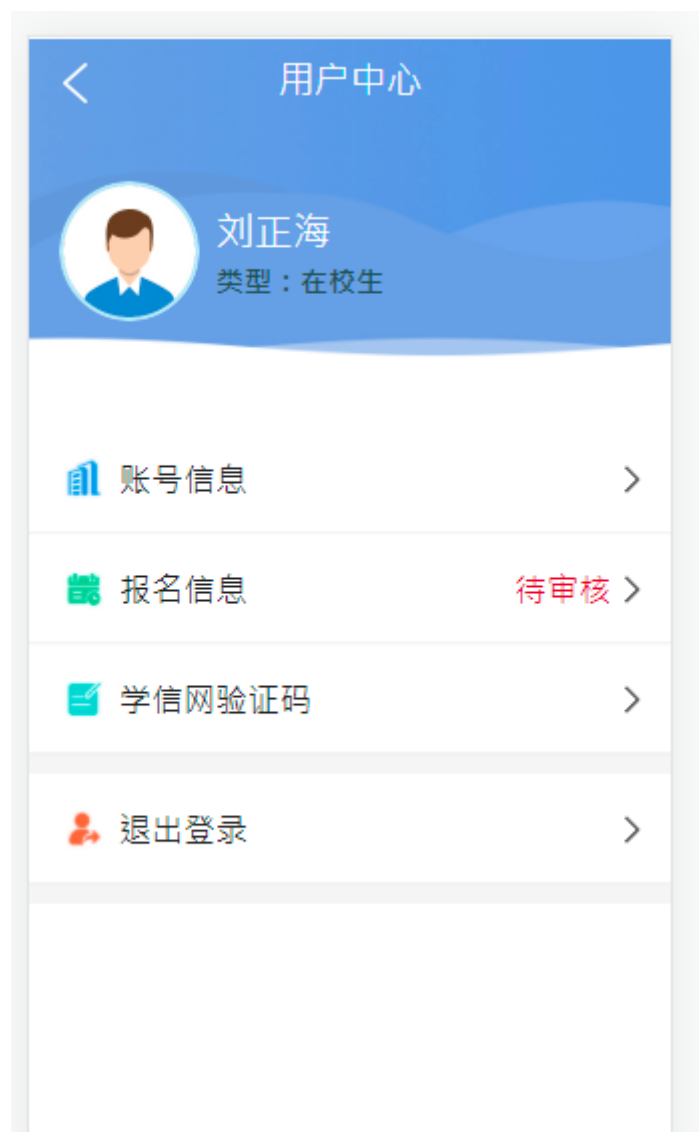 用户中心
刘正海
类型：在校生
账号信息
报名信息 待审核
学信网验证码
退出登录